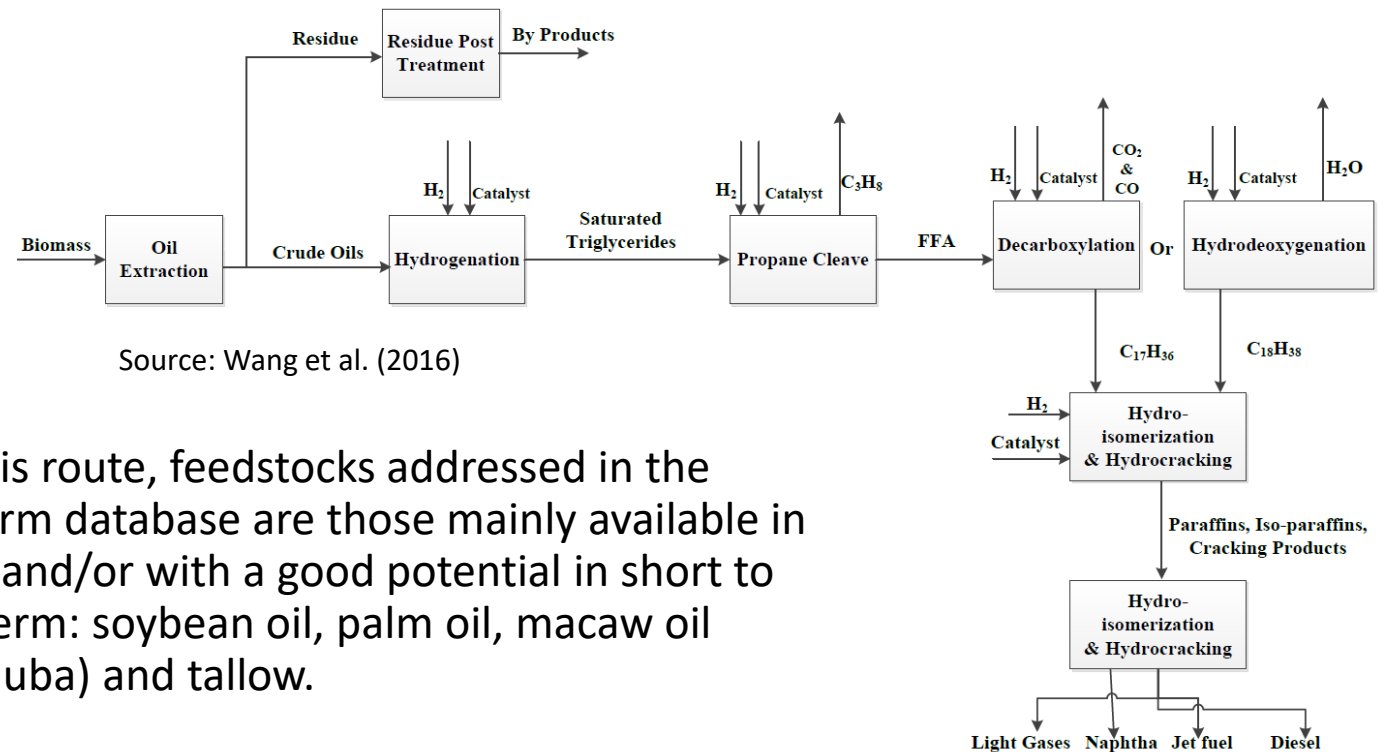 Residue
Residue Post
Treatment
By Products
Biomass
Oil
Extraction
Crude Oils
H₂
Catalyst
Hydrogenation
Saturated
Triglycerides
H₂
Catalyst
C₃H₈
Propane Cleave
FFA
H₂
Catalyst
CO₂
&
CO
Decarboxylation
Or
H₂
Catalyst
H₂O
Hydrodeoxygenation
Source: Wang et al. (2016)
C₁₇H₃₆
C₁₈H₃₈
H₂
Catalyst
Hydro-
isomerization
& Hydrocracking
is route, feedstocks addressed in the
rm database are those mainly available in
and/or with a good potential in short to
erm: soybean oil, palm oil, macaw oil
uba) and tallow.
Paraffins, Iso-paraffins,
Cracking Products
Hydro-
isomerization
& Hydrocracking
Light Gases Naphtha Jet fuel Diesel